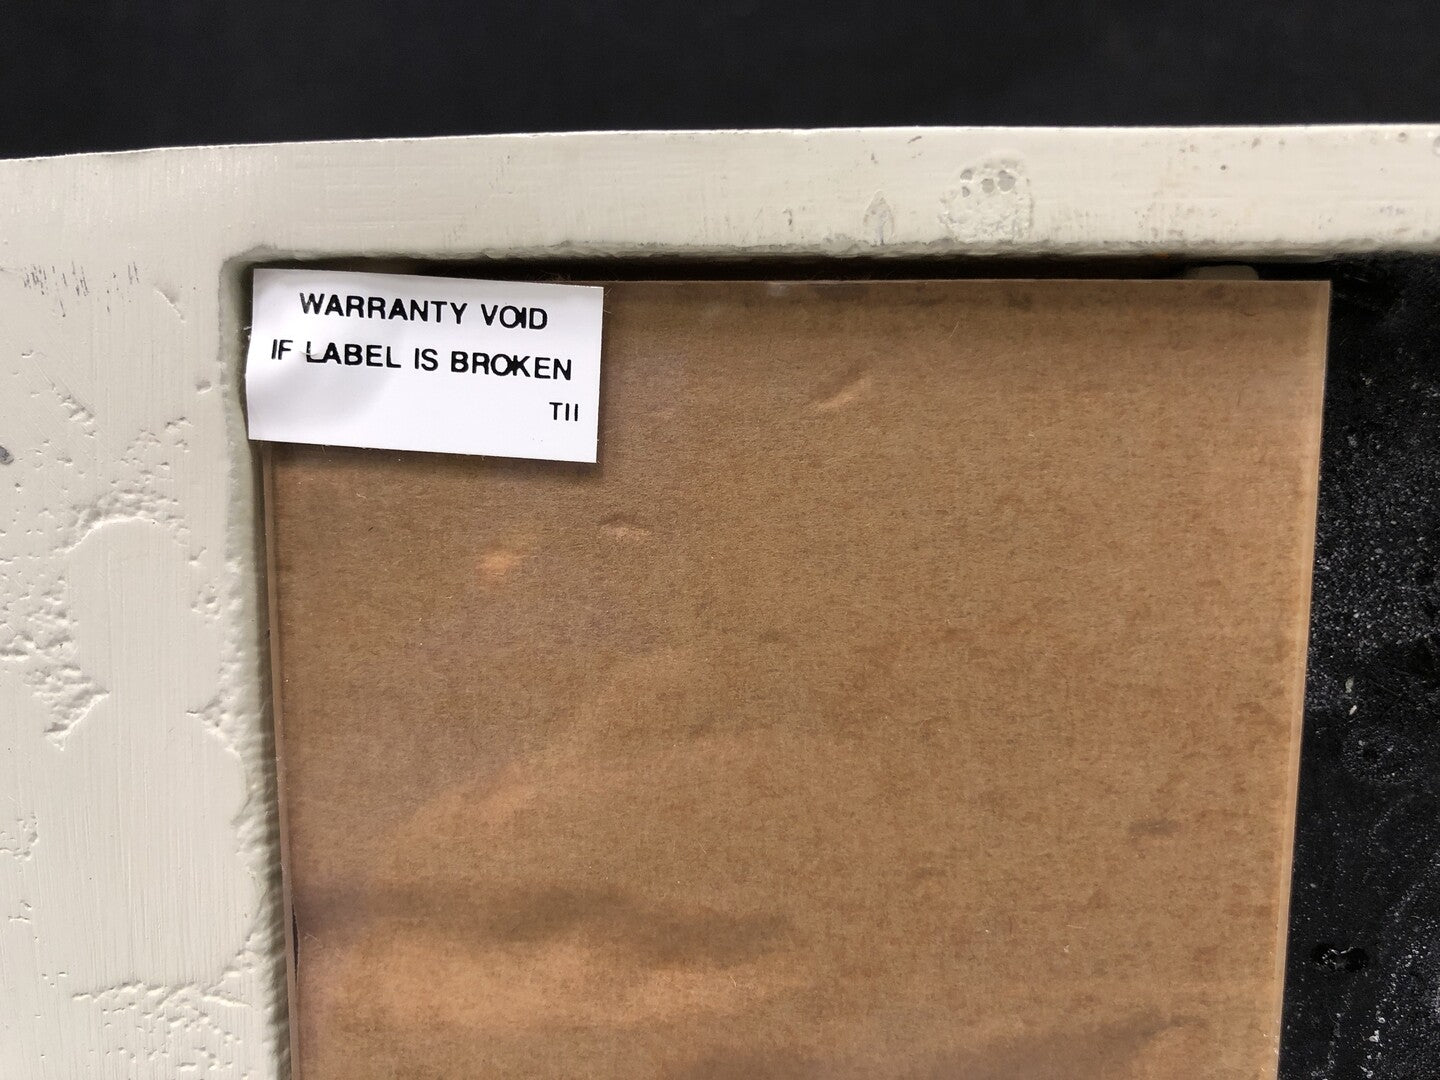 WARRANTY VOID
IF LABEL IS BROKEN
TII